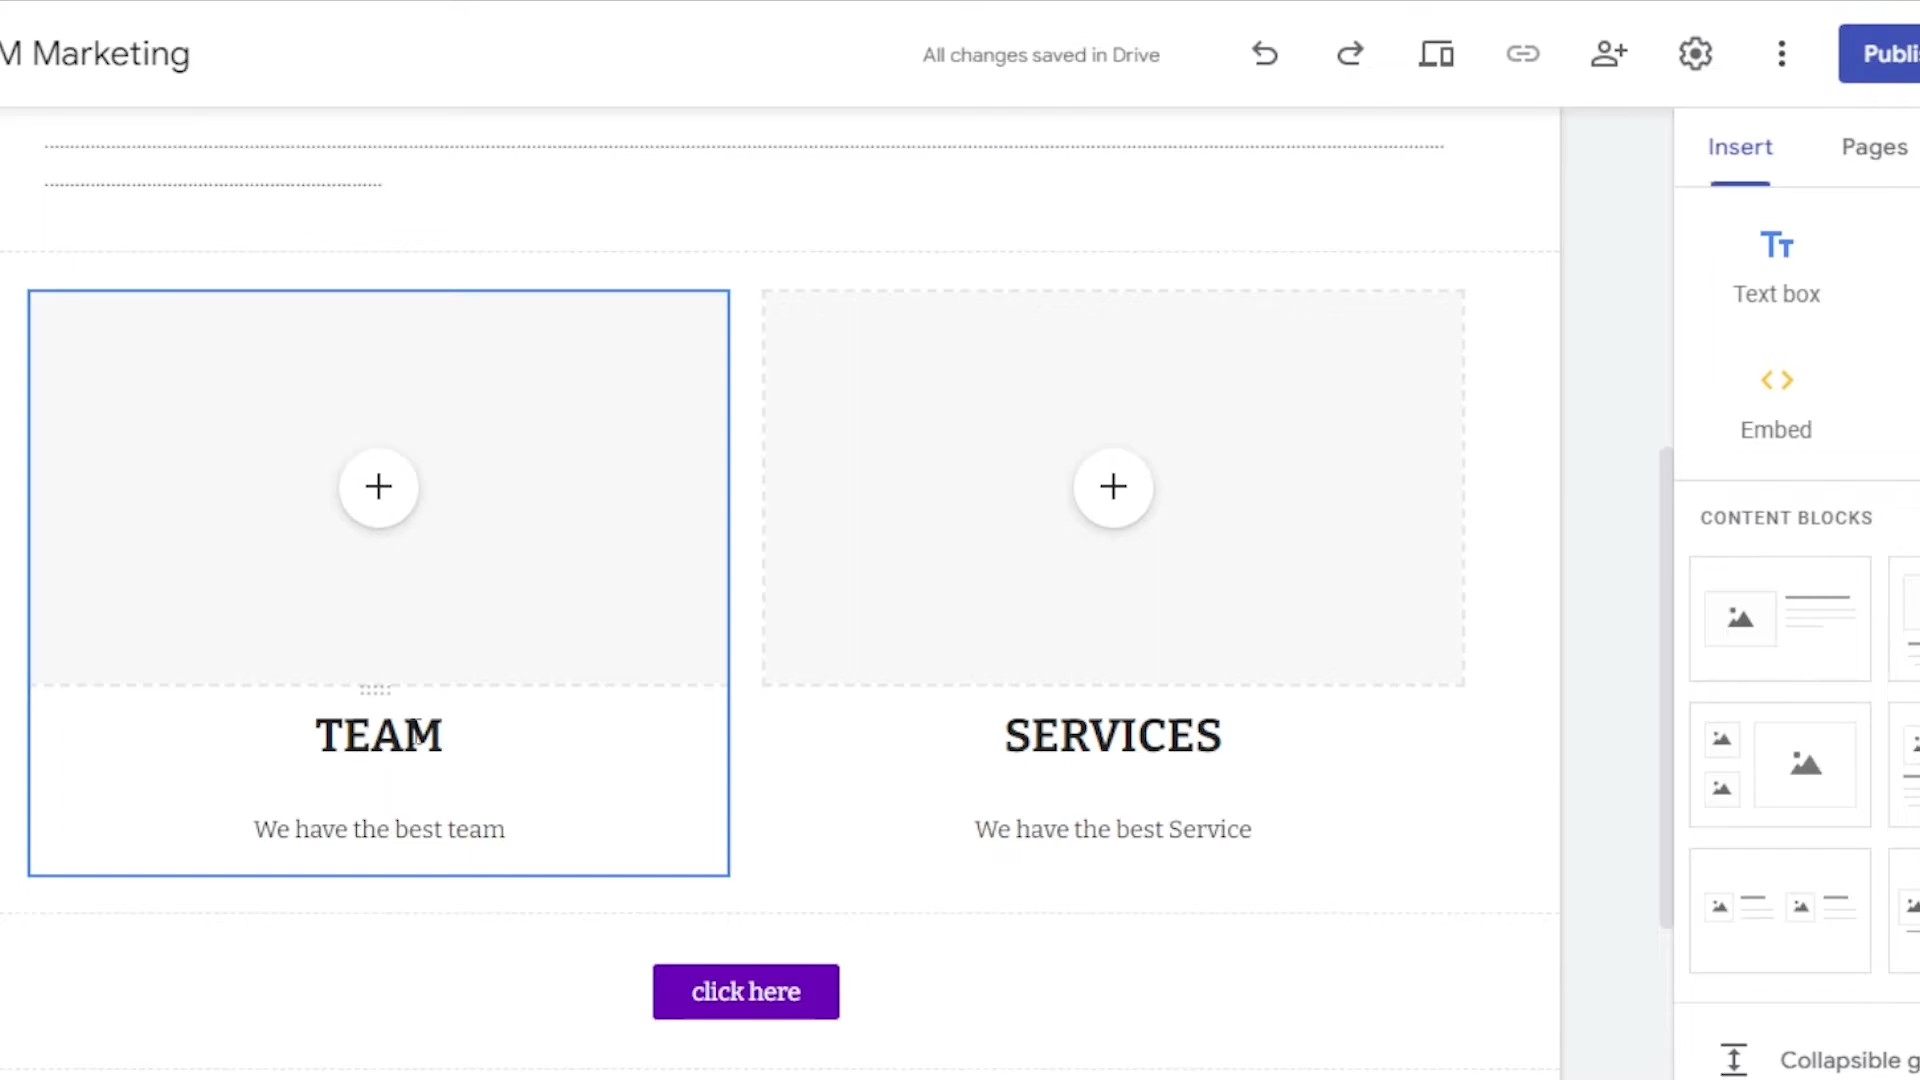 M Marketing
All changes saved in Drive
Publis
Insert
Pages
Text box
Embed
CONTENT BLOCKS
TEAM
SERVICES
We have the best team
We have the best Service
click here
Collapsible g